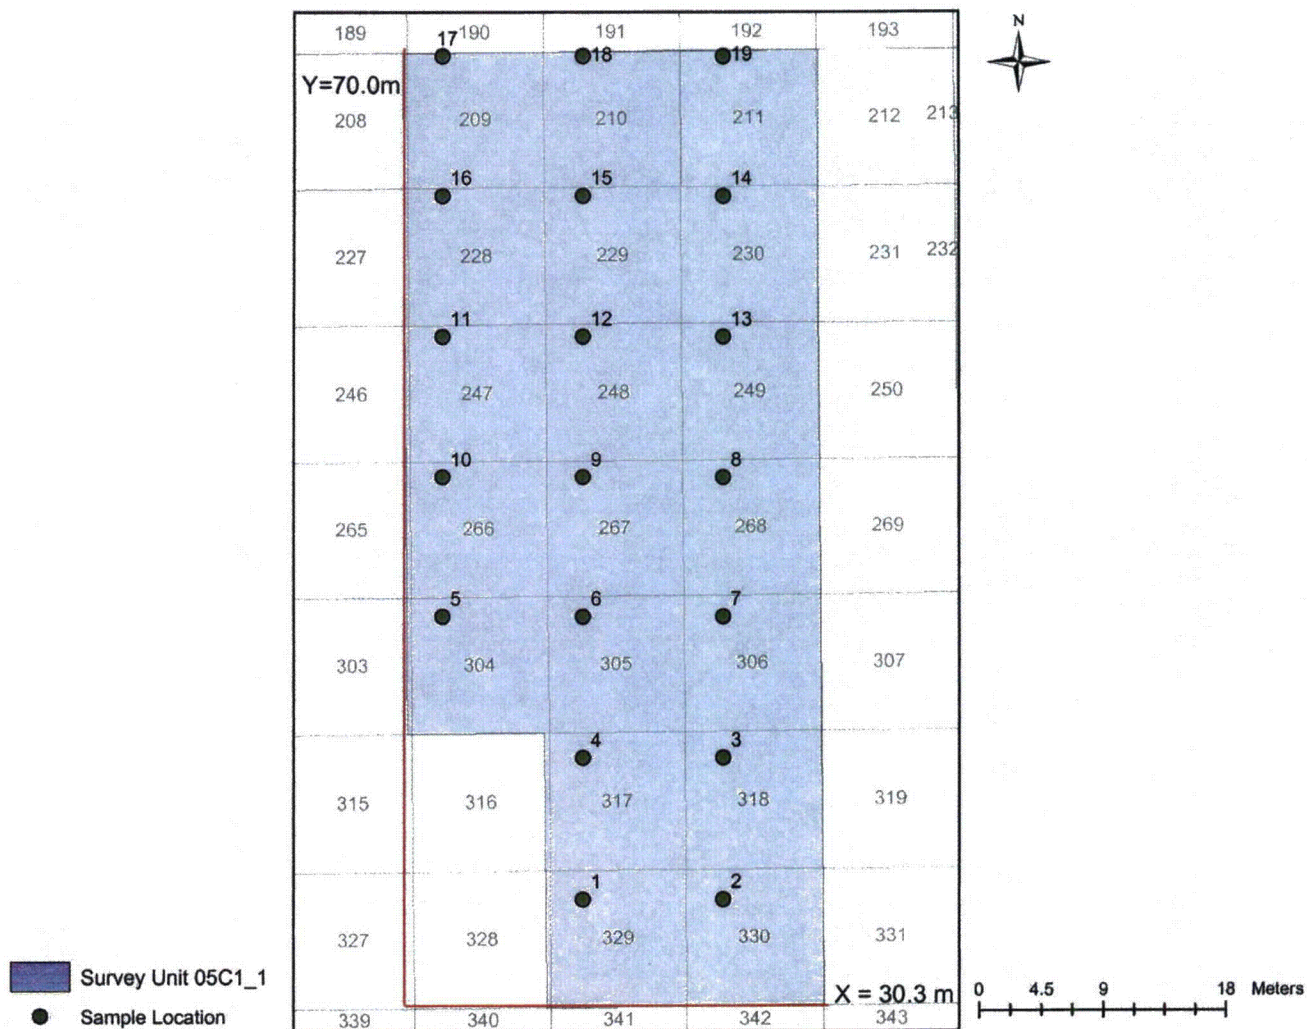 189 190 191 192 193
N
17 18 19
Y=70.0m
208 209 210 211 212 213
16 15 14
227 228 229 230 231 232
11 12 13
246 247 248 249 250
10 9 8
265 266 267 268 269
5 6 7
303 304 305 306 307
4 3
315 316 317 318 319
1 2
327 328 329 330 331
Survey Unit 05C1_1
X = 30.3 m
0 4.5 9 18 Meters
Sample Location
339 340 341 342 343